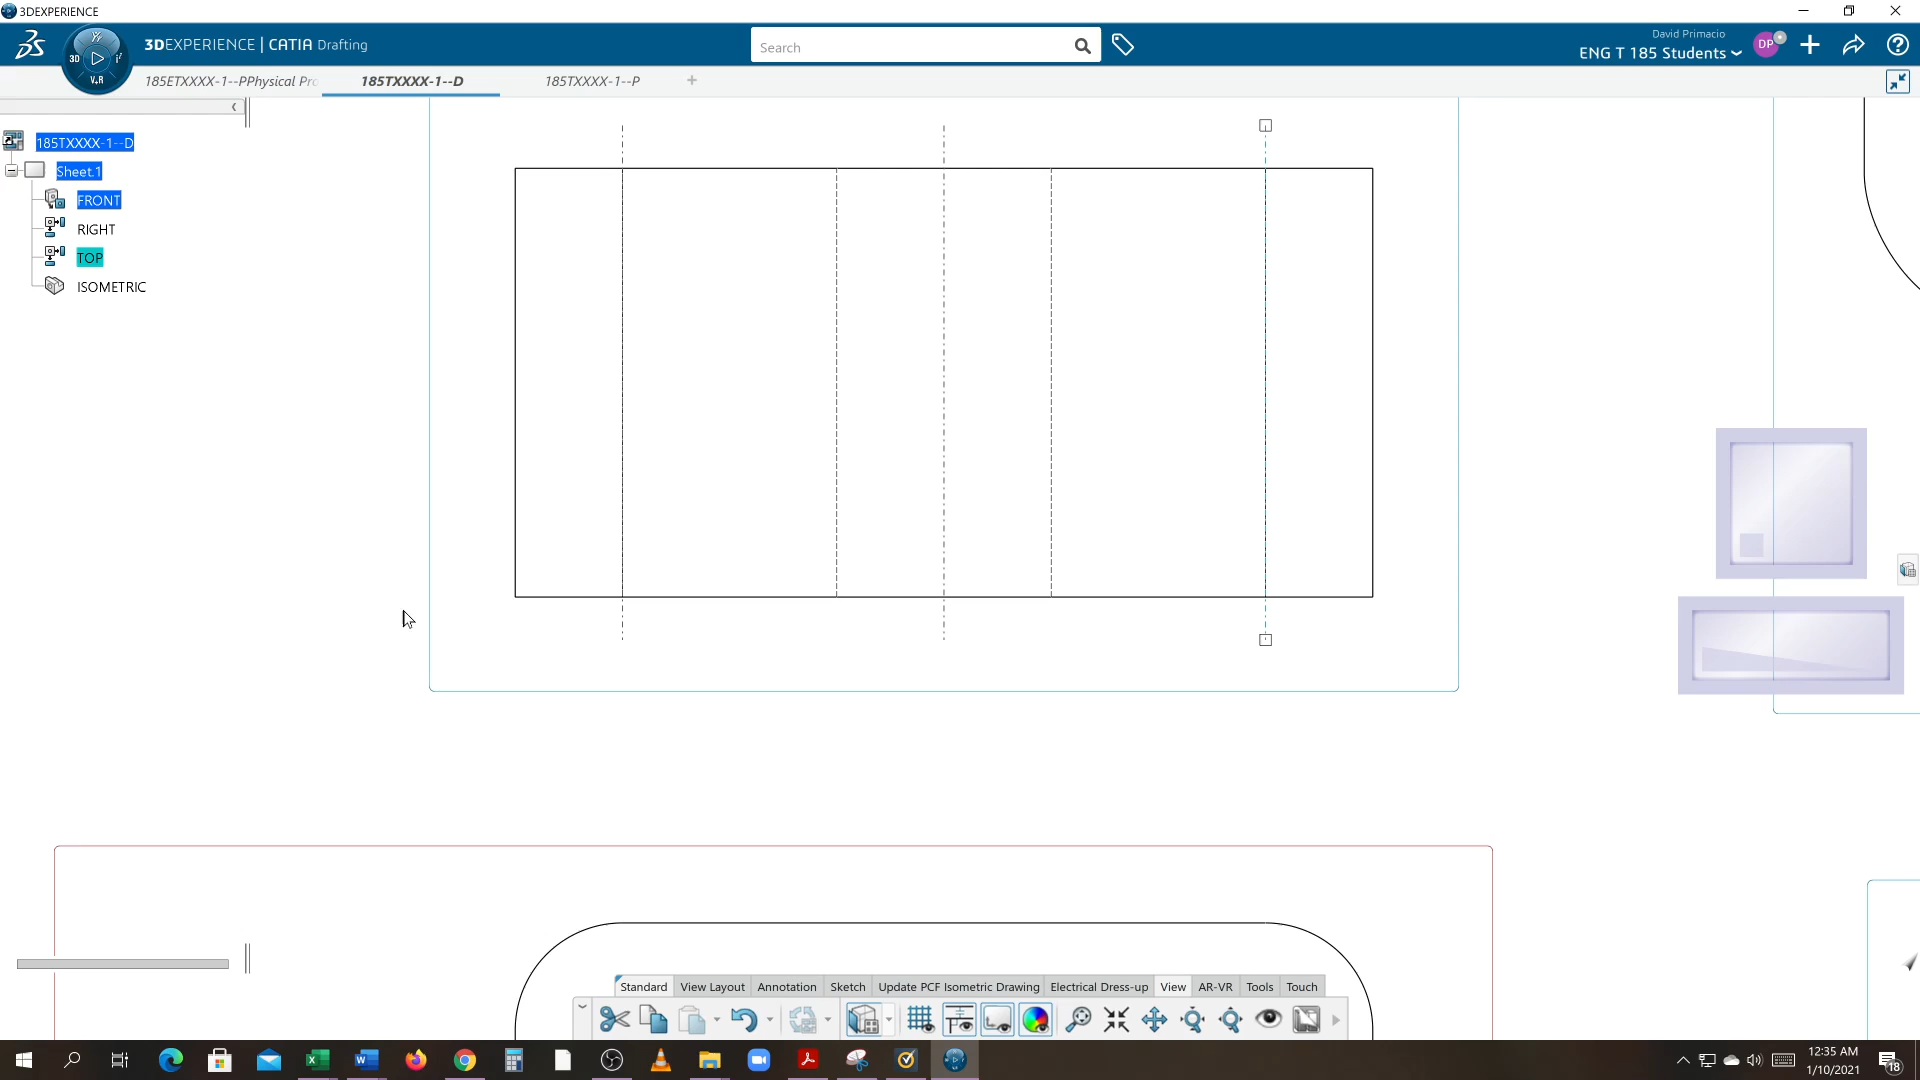 3DEXPERIENCE
3DEXPERIENCE | CATIA Drafting
3D
V+R
Search
David Primacio
ENG T 185 Students
DP
185ETXXXX-1--PPhysical Pro
185TXXXX-1--D
185TXXXX-1--P
185TXXXX-1--D
Sheet.1
FRONT
RIGHT
TOP
ISOMETRIC
Standard
View Layout
Annotation
Sketch
Update PCF Isometric Drawing
Electrical Dress-up
View
AR-VR
Tools
Touch
12:35 AM
1/10/2021
18